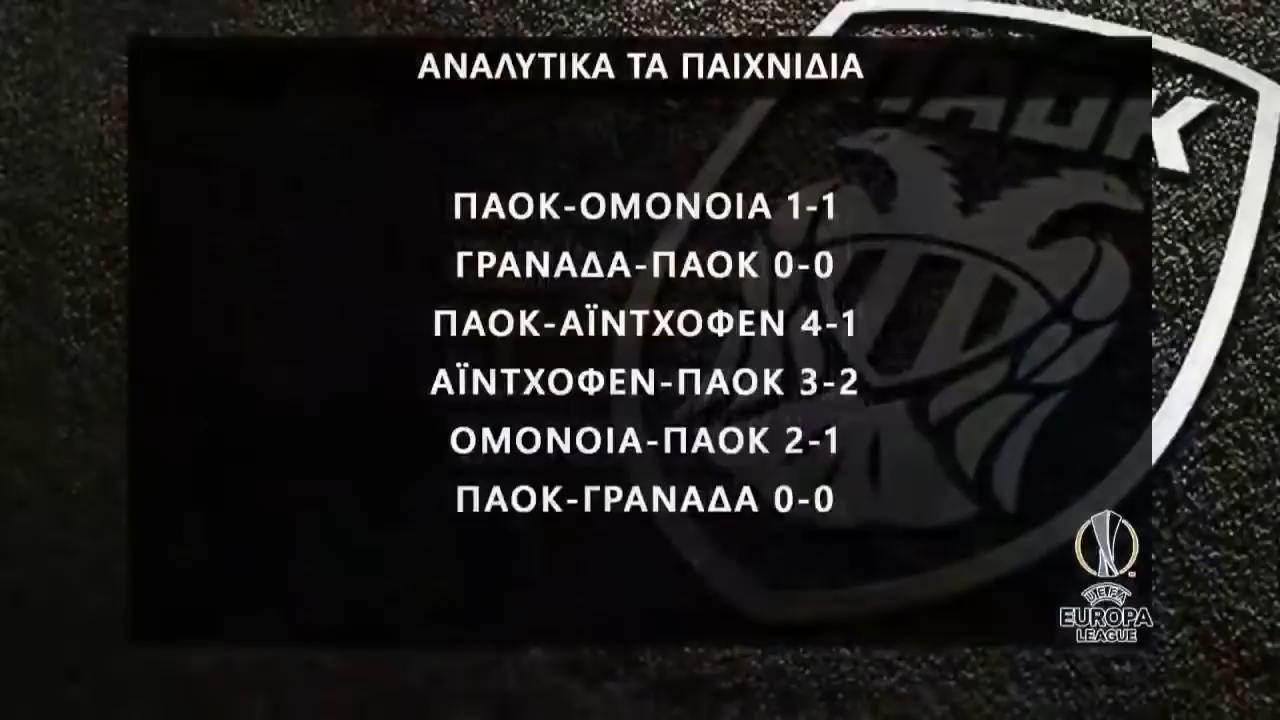 ΑΝΑΛΥΤΙΚΑ ΤΑ ΠΑΙΧΝΙΔΙΑ
ΠΑΟΚ
ΠΑΟΚ-ΟΜΟΝΟΙΑ 1-1
ΓΡΑΝΑΔΑ-ΠΑΟΚ 0-0
ΠΑΟΚ-ΑΪΝΤΧΟΦΕΝ 4-1
ΑΪΝΤΧΟΦΕΝ-ΠΑΟΚ 3-2
ΟΜΟΝΟΙΑ-ΠΑΟΚ 2-1
ΠΑΟΚ-ΓΡΑΝΑΔΑ 0-0
UEFA
EUROPA
LEAGUE